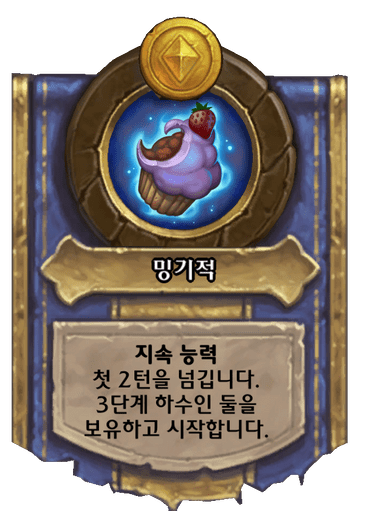 밍기적
지속 능력
첫 2턴을 넘깁니다.
3단계 하수인 둘을
보유하고 시작합니다.